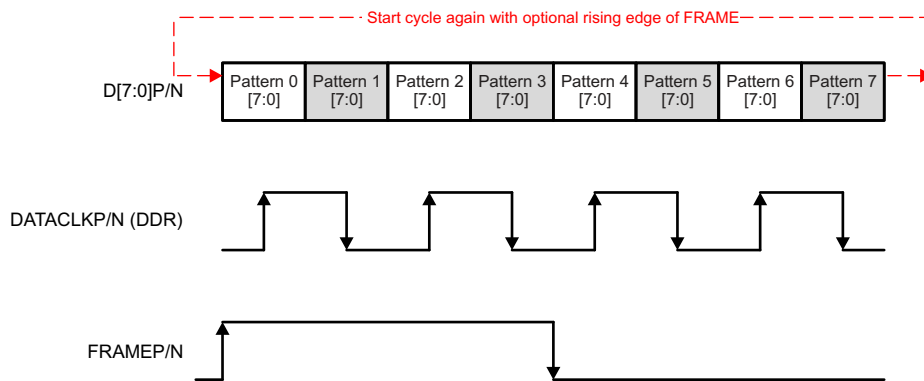 Start cycle again with optional rising edge of FRAME
D[7:0]P/N
Pattern 0 Pattern 1 Pattern 2 Pattern 3 Pattern 4 Pattern 5 Pattern 6 Pattern 7
[7:0] [7:0] [7:0] [7:0] [7:0] [7:0] [7:0] [7:0]
DATACLKP/N (DDR)
FRAMEP/N